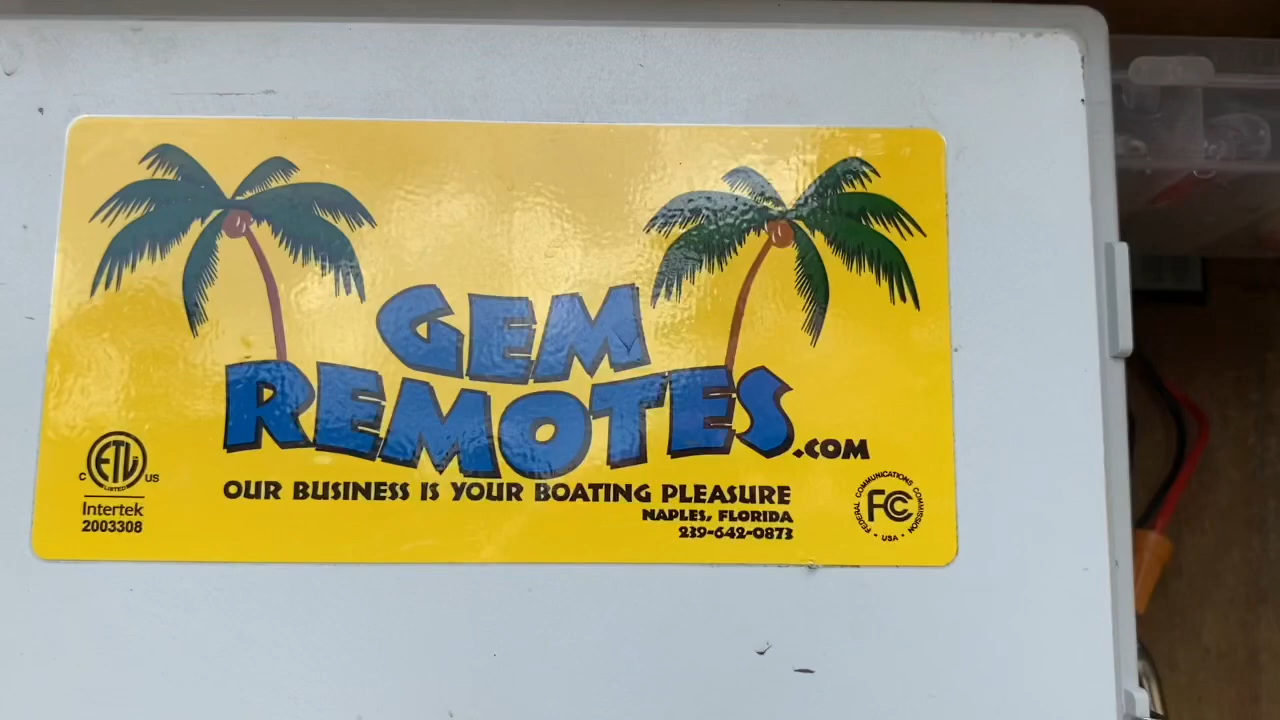 GEM
REMOTES.COM
OUR BUSINESS IS YOUR BOATING PLEASURE
NAPLES, FLORIDA
239-642-0873
C ETL US
LISTED
Intertek
2003308
FEDERAL COMMUNICATIONS COMMISSION
FC
• USA •